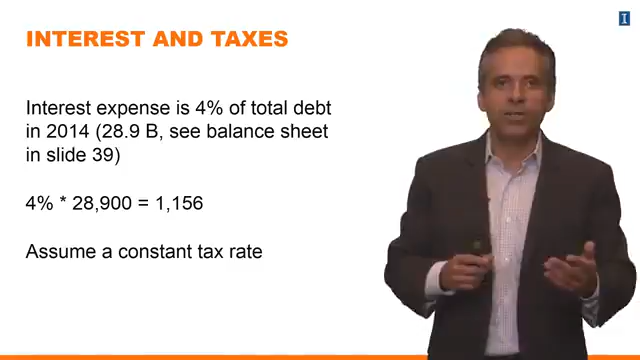 I
INTEREST AND TAXES
Interest expense is 4% of total debt
in 2014 (28.9 B, see balance sheet
in slide 39)
4% * 28,900 = 1,156
Assume a constant tax rate